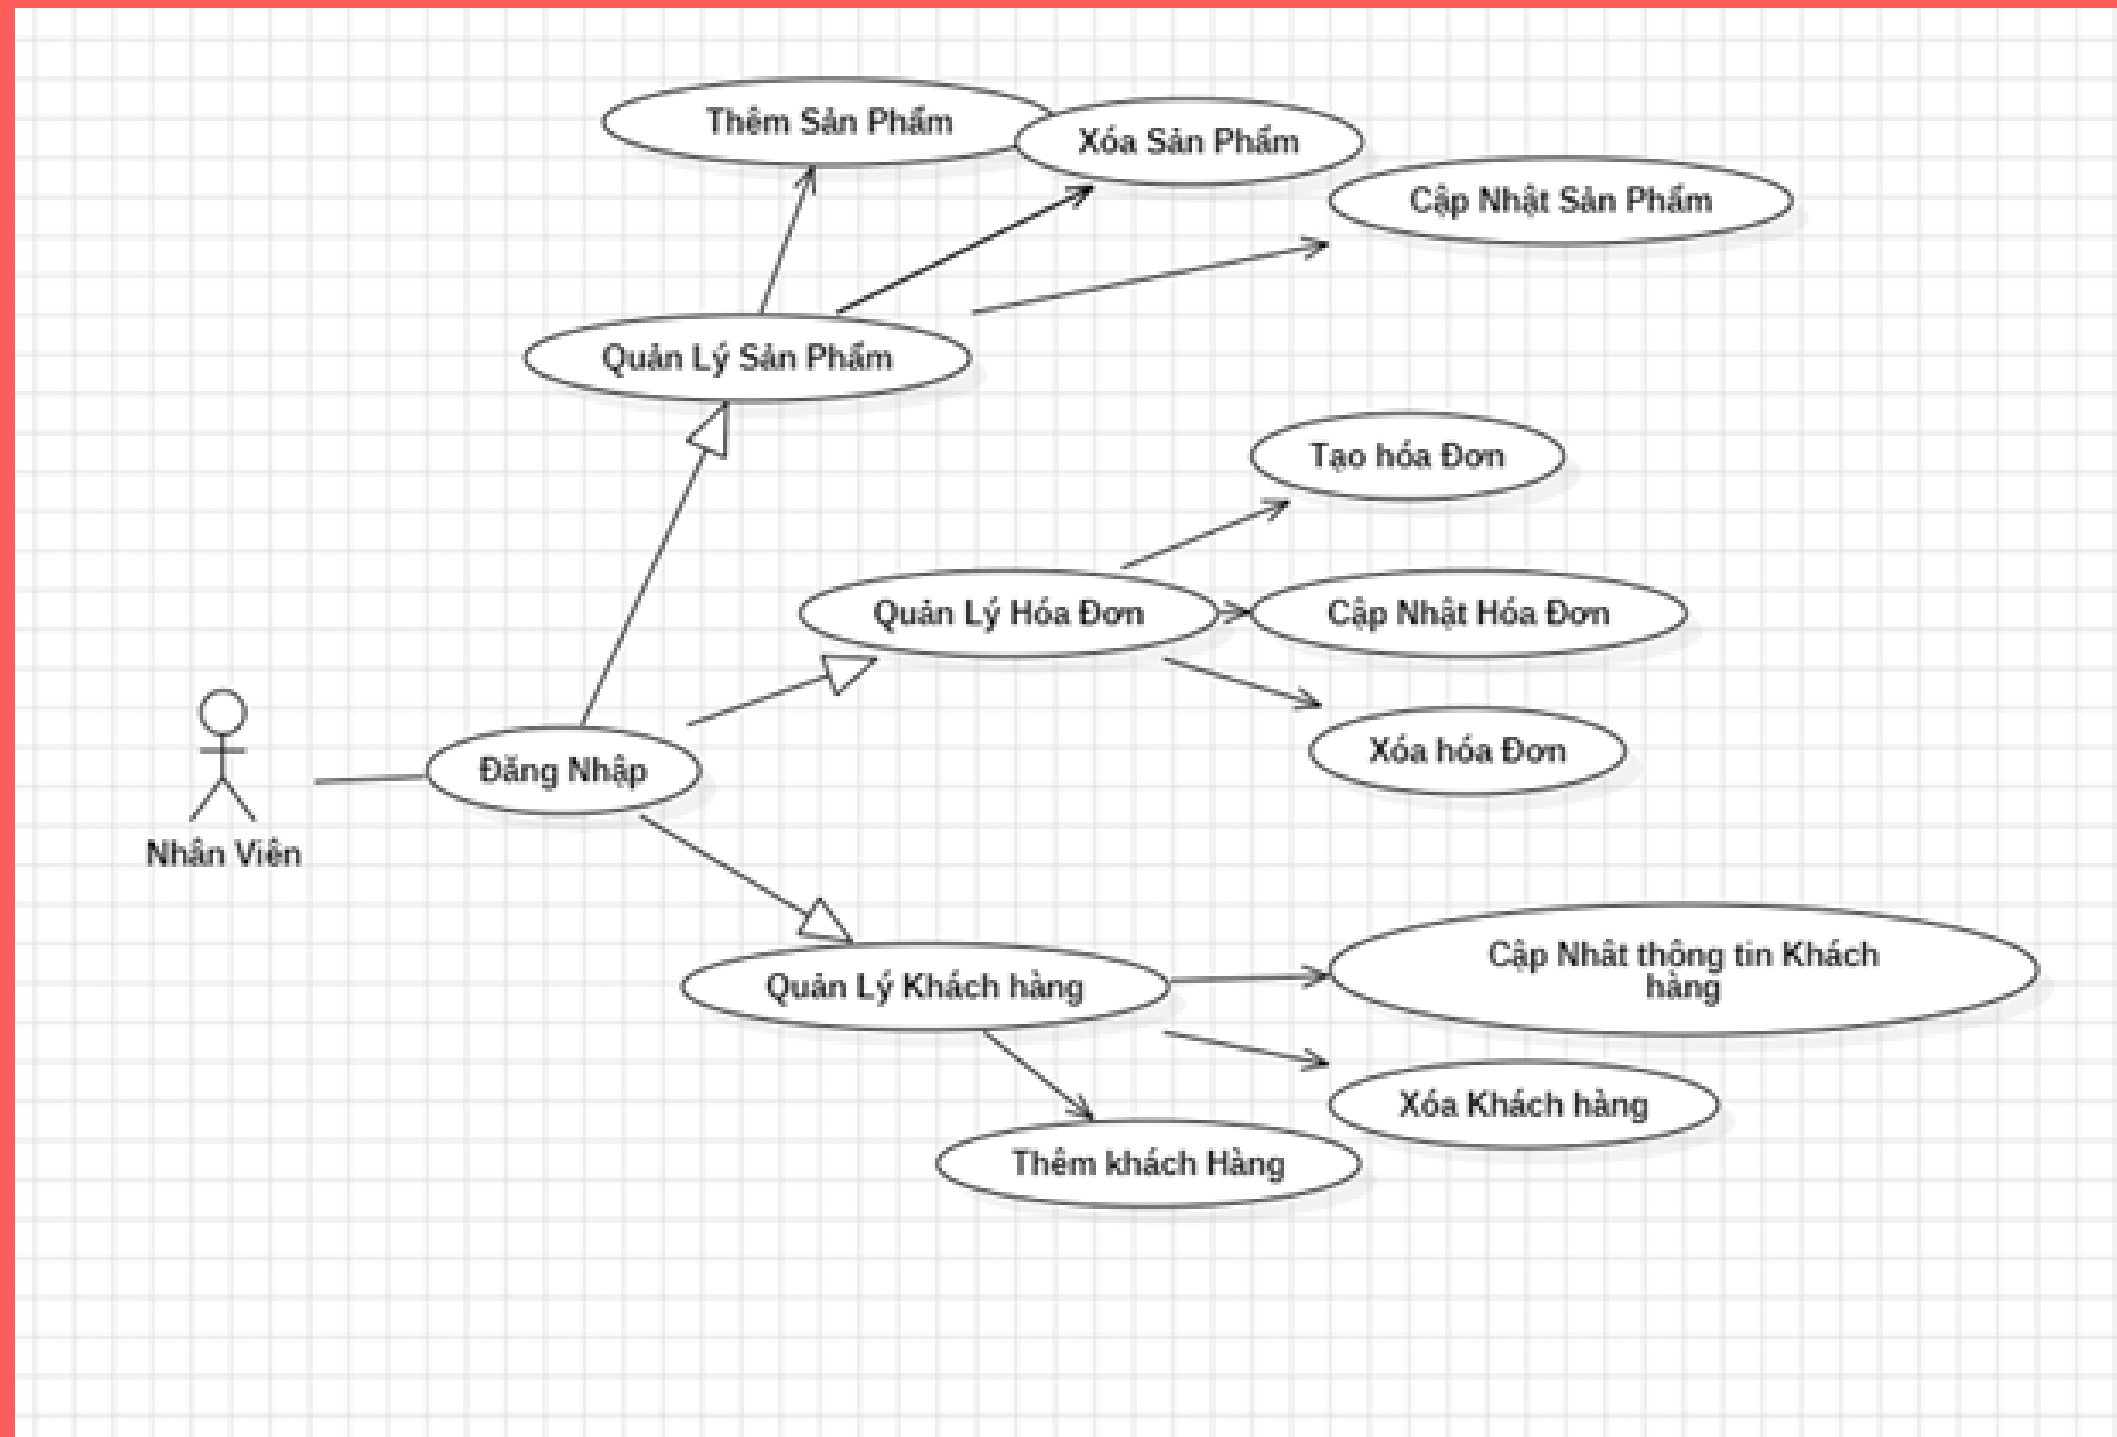 Thêm Sản Phẩm
Xóa Sản Phẩm
Cập Nhật Sản Phẩm
Quản Lý Sản Phẩm
Tạo hóa Đơn
Quản Lý Hóa Đơn
Cập Nhật Hóa Đơn
Xóa hóa Đơn
Đăng Nhập
Nhân Viên
Cập Nhât thông tin Khách
hàng
Quản Lý Khách hàng
Xóa Khách hàng
Thêm khách Hàng